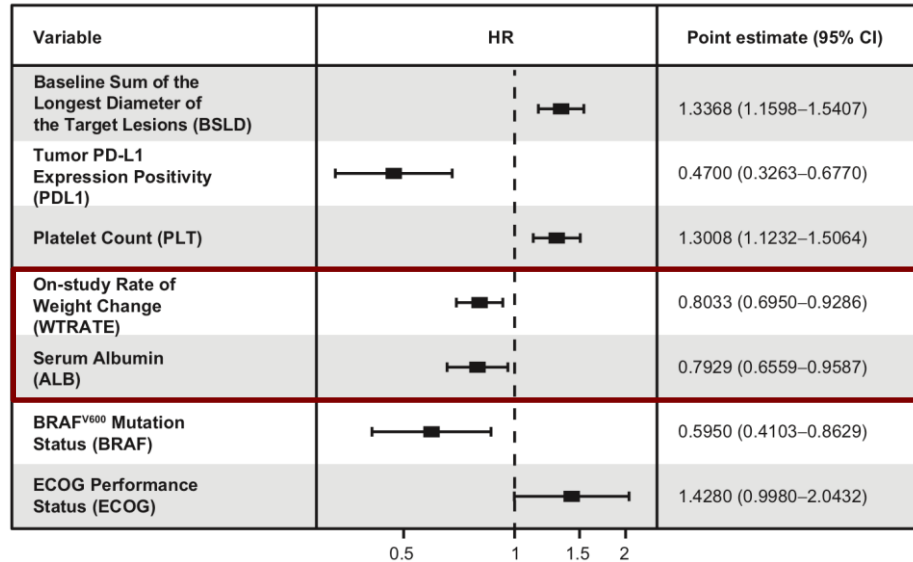 Variable HR Point estimate (95% CI)
Baseline Sum of the
Longest Diameter of
the Target Lesions (BSLD)
1.3368 (1.1598–1.5407)
Tumor PD-L1
Expression Positivity
(PDL1)
0.4700 (0.3263–0.6770)
Platelet Count (PLT)
1.3008 (1.1232–1.5064)
On-study Rate of
Weight Change
(WTRATE)
0.8033 (0.6950–0.9286)
Serum Albumin
(ALB)
0.7929 (0.6559–0.9587)
BRAFⱽ⁶⁰⁰ Mutation
Status (BRAF)
0.5950 (0.4103–0.8629)
ECOG Performance
Status (ECOG)
1.4280 (0.9980–2.0432)
0.5 1 1.5 2